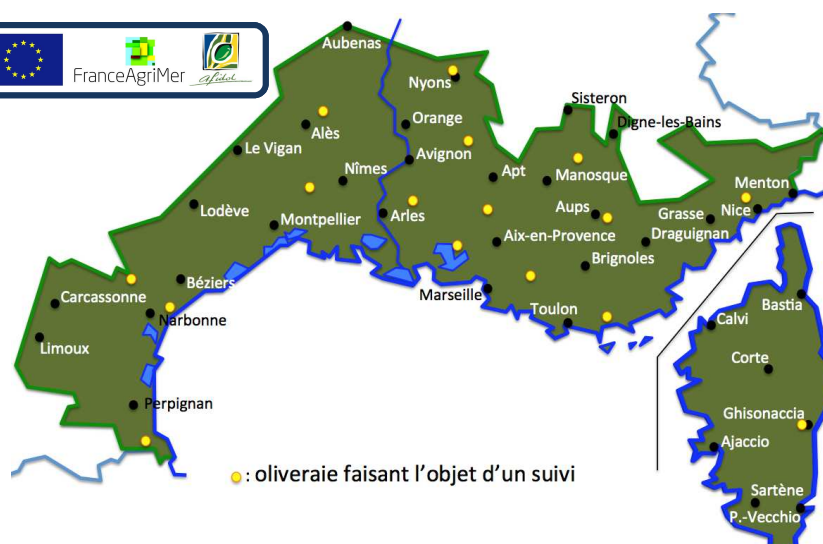 FranceAgriMer
afidol
Aubenas
Nyons
Sisteron
Alès
Orange
Digne-les-Bains
Le Vigan
Avignon
Nîmes
Apt
Manosque
Menton
Lodève
Arles
Aups
Grasse
Nice
Montpellier
Draguignan
Aix-en-Provence
Brignoles
Béziers
Marseille
Carcassonne
Narbonne
Toulon
Bastia
Calvi
Limoux
Corte
Perpignan
Ghisonaccia
Ajaccio
: oliveraie faisant l'objet d'un suivi
Sartène
P.-Vecchio